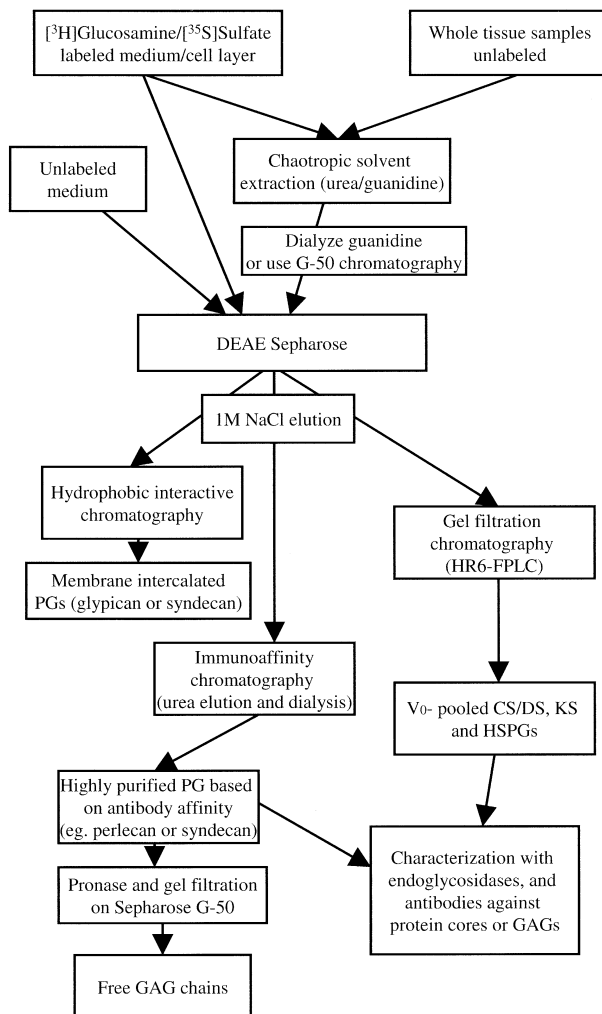 [³H]Glucosamine/[³⁵S]Sulfate
labeled medium/cell layer
Whole tissue samples
unlabeled
Unlabeled
medium
Chaotropic solvent
extraction (urea/guanidine)
Dialyze guanidine
or use G-50 chromatography
DEAE Sepharose
1M NaCl elution
Hydrophobic interactive
chromatography
Membrane intercalated
PGs (glypican or syndecan)
Gel filtration
chromatography
(HR6-FPLC)
Immunoaffinity
chromatography
(urea elution and dialysis)
V₀- pooled CS/DS, KS
and HSPGs
Highly purified PG based
on antibody affinity
(eg. perlecan or syndecan)
Pronase and gel filtration
on Sepharose G-50
Free GAG chains
Characterization with
endoglycosidases, and
antibodies against
protein cores or GAGs